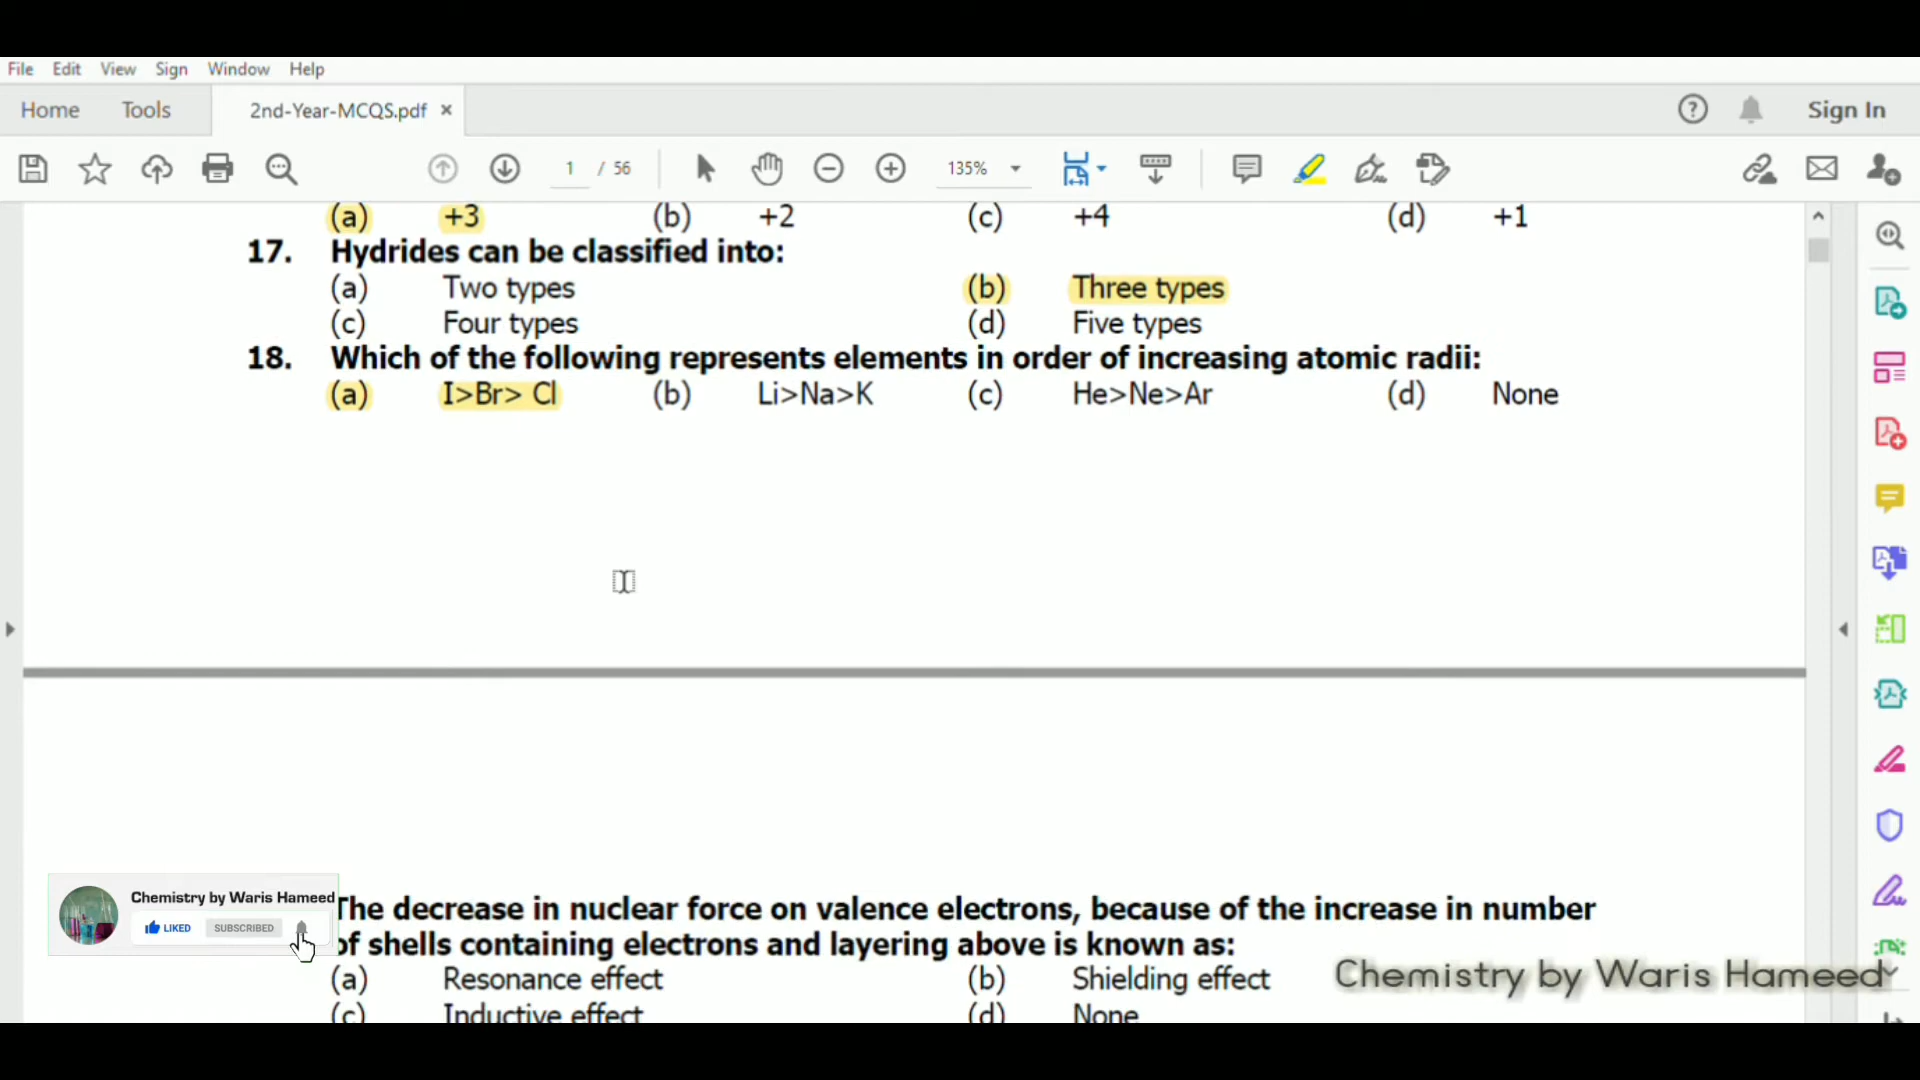 File Edit View Sign Window Help
Home Tools 2nd-Year-MCQS.pdf × Sign In
1 / 56 135%
(a) +3 (b) +2 (c) +4 (d) +1
17. Hydrides can be classified into:
(a) Two types (b) Three types
(c) Four types (d) Five types
18. Which of the following represents elements in order of increasing atomic radii:
(a) I>Br> Cl (b) Li>Na>K (c) He>Ne>Ar (d) None
The decrease in nuclear force on valence electrons, because of the increase in number
of shells containing electrons and layering above is known as:
(a) Resonance effect (b) Shielding effect
(c) Inductive effect (d) None
Chemistry by Waris Hameed
LIKED SUBSCRIBED
Chemistry by Waris Hameed